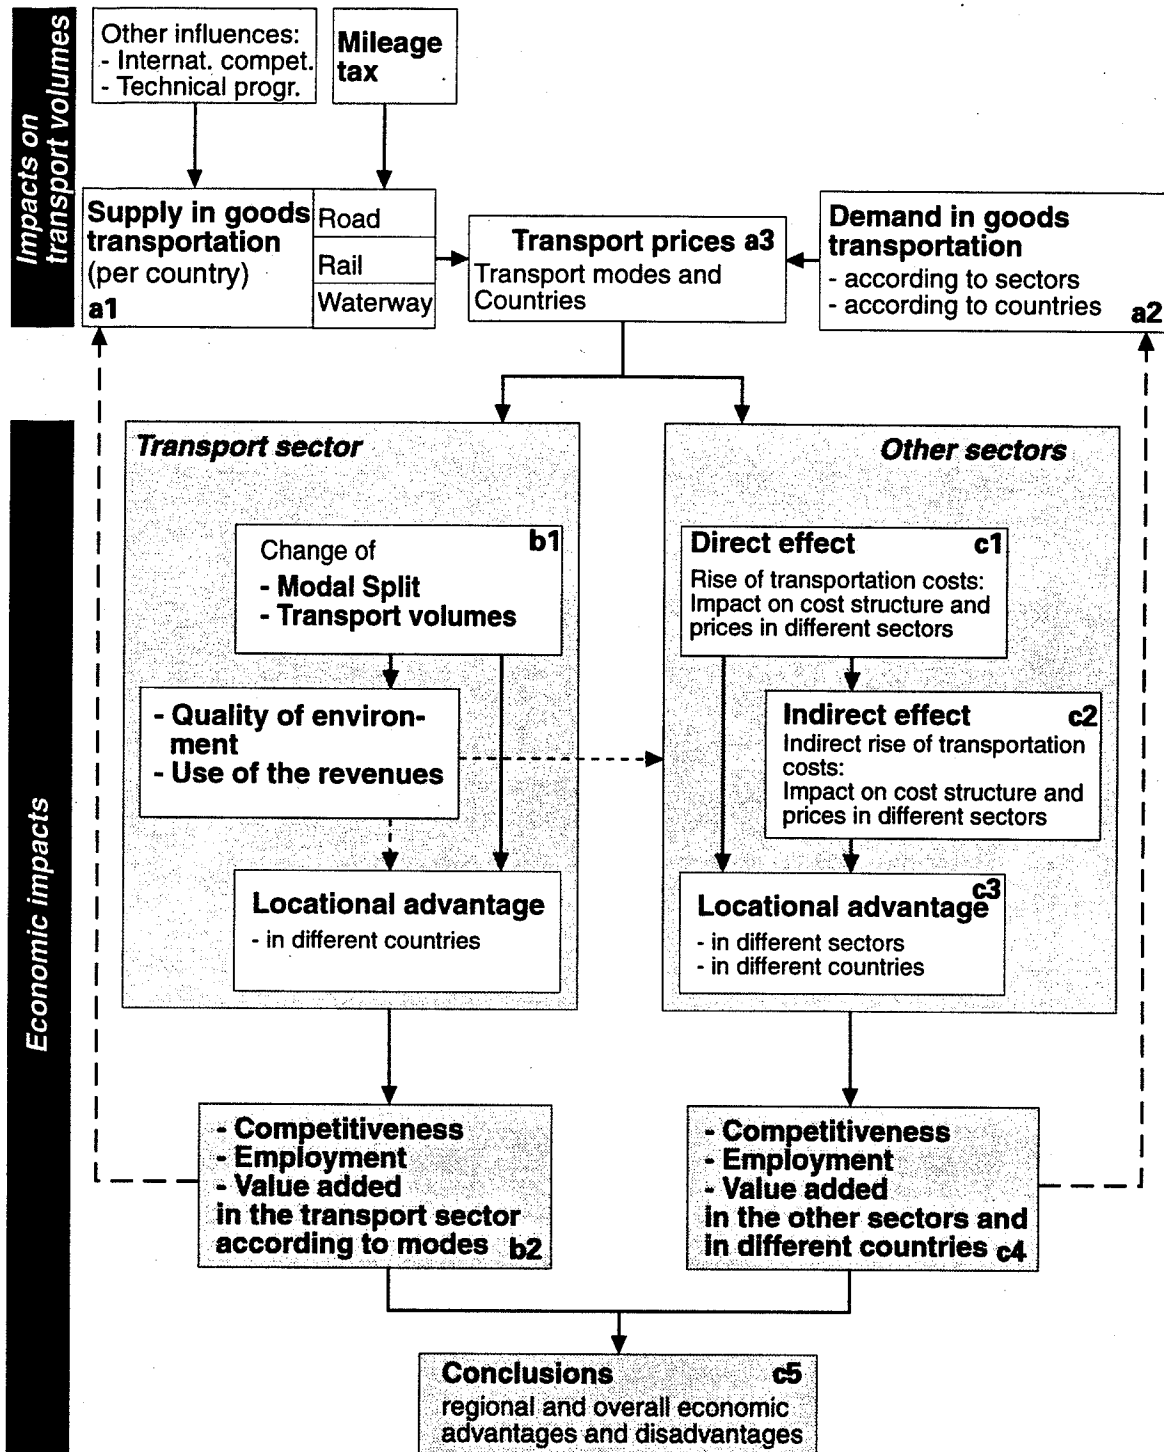 Impacts on
transport volumes
Other influences:
- Internat. compet.
- Technical progr.
Mileage
tax
Supply in goods
transportation
(per country)
a1
Road
Rail
Waterway
Transport prices a3
Transport modes and
Countries
Demand in goods
transportation
- according to sectors
- according to countries a2
Economic impacts
Transport sector
b1
Change of
- Modal Split
- Transport volumes
- Quality of environ-
ment
- Use of the revenues
Locational advantage
- in different countries
Other sectors
Direct effect c1
Rise of transportation costs:
Impact on cost structure and
prices in different sectors
Indirect effect c2
Indirect rise of transportation
costs:
Impact on cost structure and
prices in different sectors
c3
Locational advantage
- in different sectors
- in different countries
- Competitiveness
- Employment
- Value added
in the transport sector
according to modes b2
- Competitiveness
- Employment
- Value added
in the other sectors and
in different countries c4
Conclusions c5
regional and overall economic
advantages and disadvantages